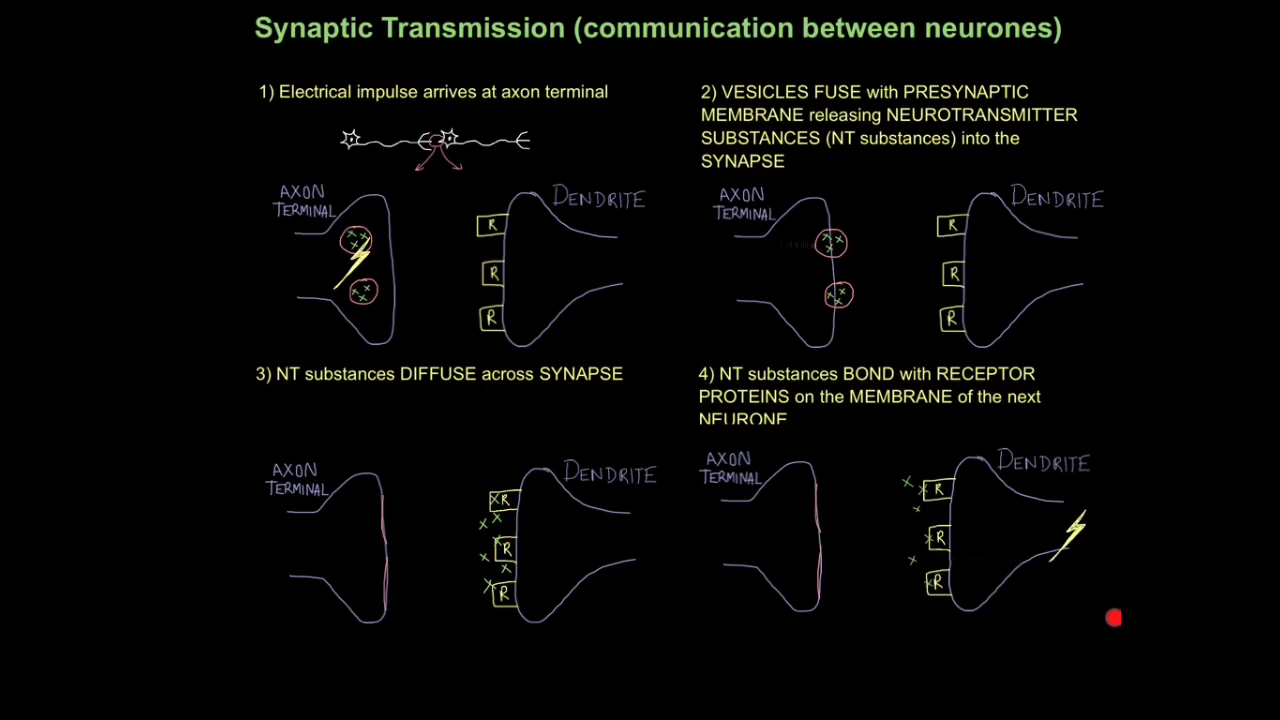 Synaptic Transmission (communication between neurones)
1) Electrical impulse arrives at axon terminal
AXON
TERMINAL
DENDRITE
R
R
R
2) VESICLES FUSE with PRESYNAPTIC
MEMBRANE releasing NEUROTRANSMITTER
SUBSTANCES (NT substances) into the
SYNAPSE
AXON
TERMINAL
DENDRITE
R
R
R
3) NT substances DIFFUSE across SYNAPSE
AXON
TERMINAL
DENDRITE
R
R
R
4) NT substances BOND with RECEPTOR
PROTEINS on the MEMBRANE of the next
NEURONE
AXON
TERMINAL
DENDRITE
R
R
R